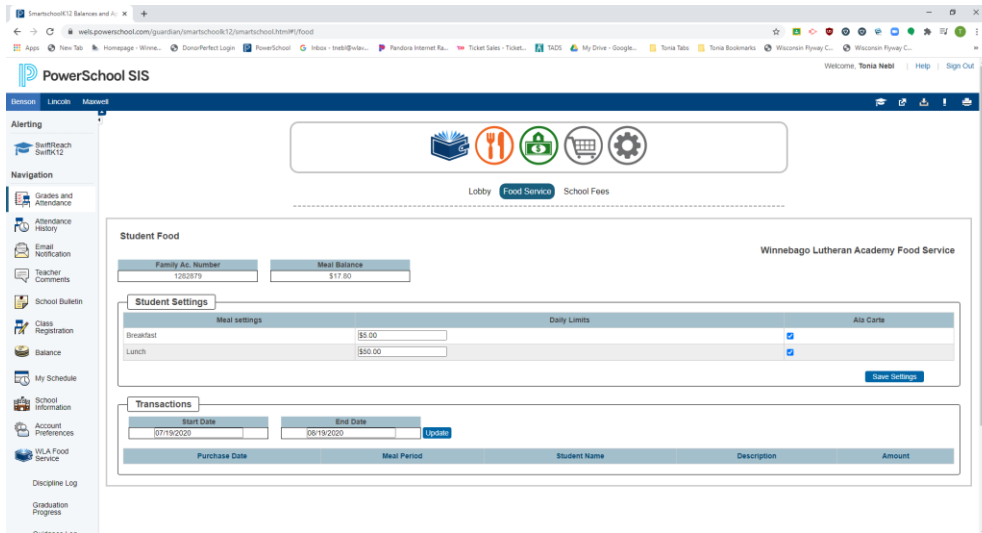 SmartschoolK12 Balances and Ac
wels.powerschool.com/guardian/smartschoolk12/smartschool.html#!/food
Apps New Tab Homepage - Winne... DonorPerfect Login PowerSchool Inbox - tnebl@wlav... Pandora Internet Ra... Ticket Sales - Ticket... TADS My Drive - Google... Tonia Tabs Tonia Bookmarks Wisconsin Flyway C... Wisconsin Flyway C...
PowerSchool SIS
Welcome, Tonia Nebl | Help | Sign Out
Benson Lincoln Maxwell
Alerting
SwiftReach
SwiftK12
Navigation
Grades and
Attendance
Attendance
History
Email
Notification
Teacher
Comments
School Bulletin
Class
Registration
Balance
My Schedule
School
Information
Account
Preferences
WLA Food
Service
Discipline Log
Graduation
Progress
Lobby Food Service School Fees
Student Food
Winnebago Lutheran Academy Food Service
Family Ac. Number Meal Balance
1282879 $17.60
Student Settings
Meal settings Daily Limits Ala Carte
Breakfast $5.00
Lunch $50.00
Save Settings
Transactions
Start Date End Date
07/19/2020 08/19/2020 Update
Purchase Date Meal Period Student Name Description Amount